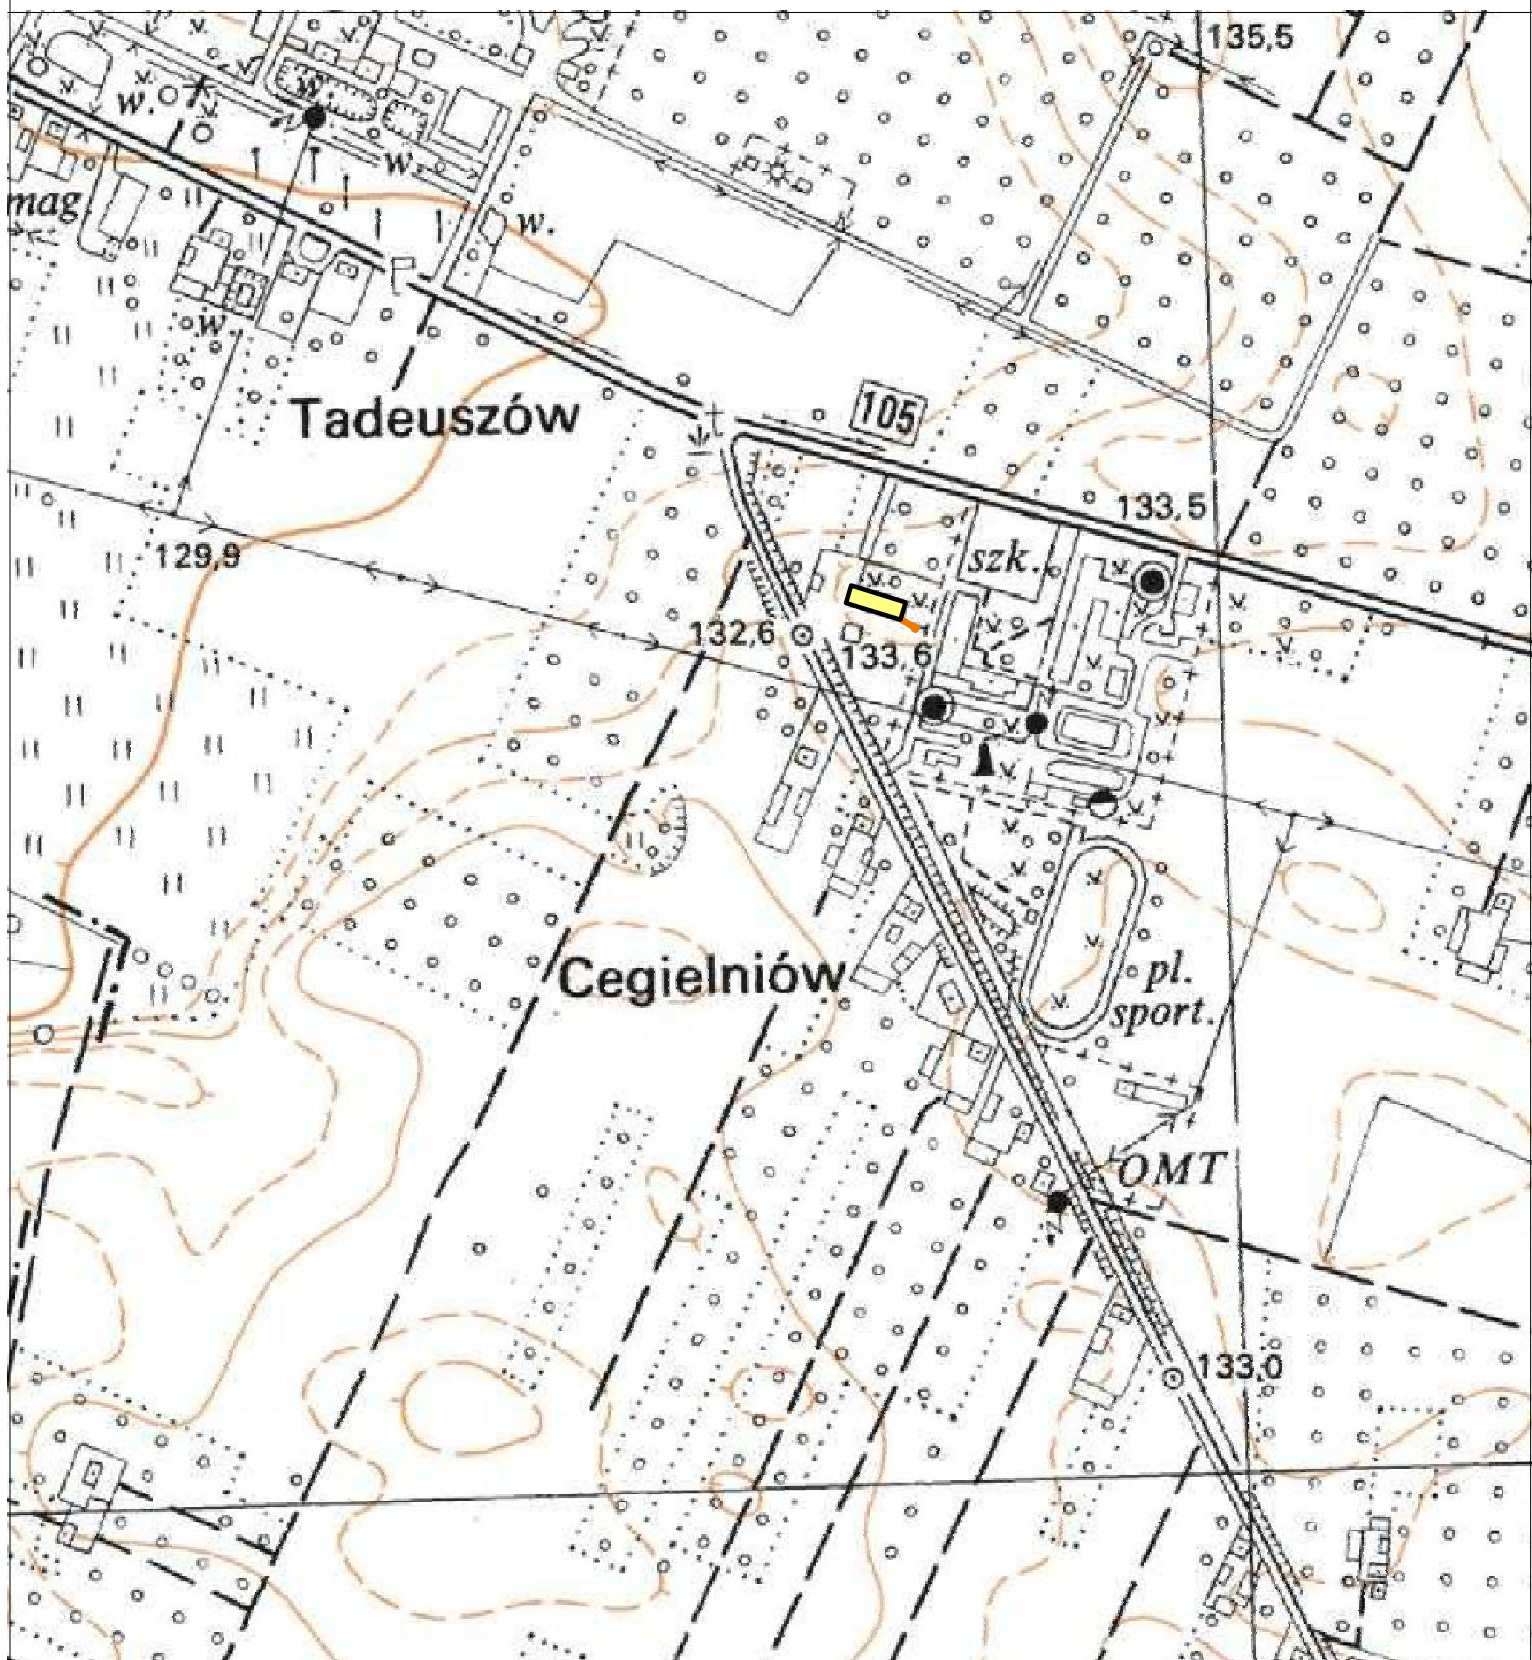 135,5
w.
w.
w.
mag.
w.
w.
Tadeuszów
105
133,5
129,9
szk.
132,6
133,6
Cegielniów
pl.
sport.
OMT
133,0